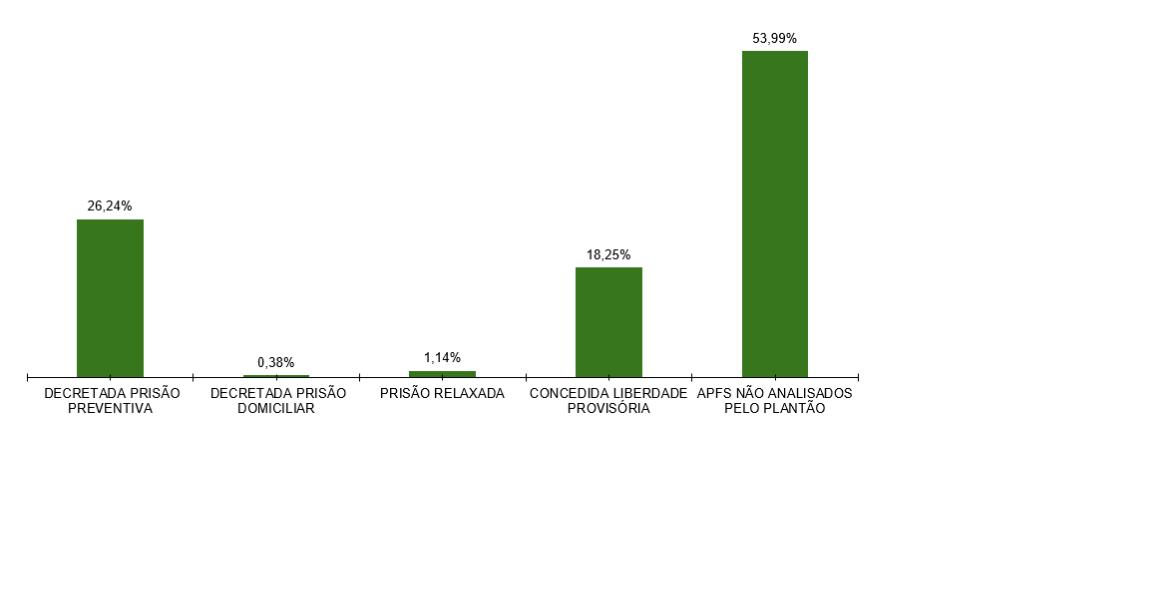 53,99%
26,24%
18,25%
1,14%
0,38%
DECRETADA PRISÃO
PREVENTIVA
DECRETADA PRISÃO
DOMICILIAR
PRISÃO RELAXADA
CONCEDIDA LIBERDADE
PROVISÓRIA
APFS NÃO ANALISADOS
PELO PLANTÃO